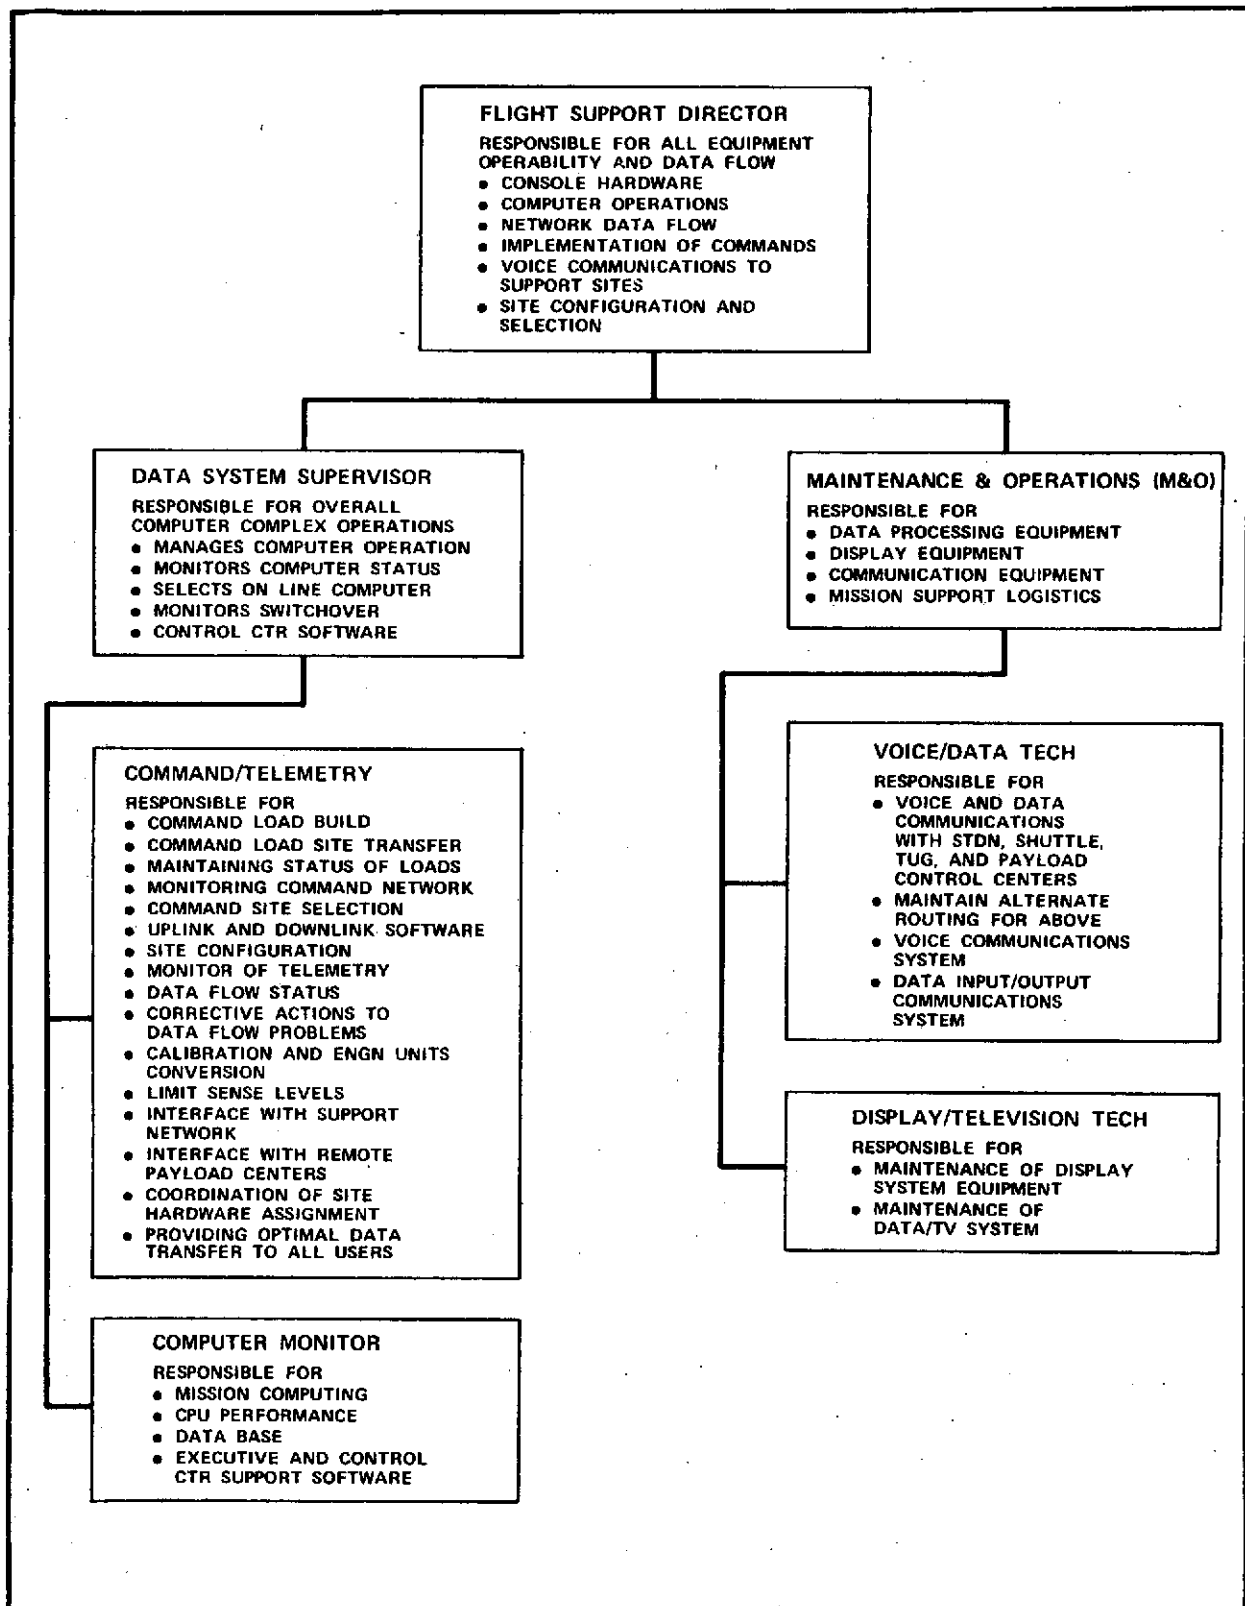 FLIGHT SUPPORT DIRECTOR
RESPONSIBLE FOR ALL EQUIPMENT
OPERABILITY AND DATA FLOW
• CONSOLE HARDWARE
• COMPUTER OPERATIONS
• NETWORK DATA FLOW
• IMPLEMENTATION OF COMMANDS
• VOICE COMMUNICATIONS TO
SUPPORT SITES
• SITE CONFIGURATION AND
SELECTION
DATA SYSTEM SUPERVISOR
RESPONSIBLE FOR OVERALL
COMPUTER COMPLEX OPERATIONS
• MANAGES COMPUTER OPERATION
• MONITORS COMPUTER STATUS
• SELECTS ON LINE COMPUTER
• MONITORS SWITCHOVER
• CONTROL CTR SOFTWARE
MAINTENANCE & OPERATIONS (M&O)
RESPONSIBLE FOR
• DATA PROCESSING EQUIPMENT
• DISPLAY EQUIPMENT
• COMMUNICATION EQUIPMENT
• MISSION SUPPORT LOGISTICS
COMMAND/TELEMETRY
RESPONSIBLE FOR
• COMMAND LOAD BUILD
• COMMAND LOAD SITE TRANSFER
• MAINTAINING STATUS OF LOADS
• MONITORING COMMAND NETWORK
• COMMAND SITE SELECTION
• UPLINK AND DOWNLINK SOFTWARE
• SITE CONFIGURATION
• MONITOR OF TELEMETRY
• DATA FLOW STATUS
• CORRECTIVE ACTIONS TO
DATA FLOW PROBLEMS
• CALIBRATION AND ENGN UNITS
CONVERSION
• LIMIT SENSE LEVELS
• INTERFACE WITH SUPPORT
NETWORK
• INTERFACE WITH REMOTE
PAYLOAD CENTERS
• COORDINATION OF SITE
HARDWARE ASSIGNMENT
• PROVIDING OPTIMAL DATA
TRANSFER TO ALL USERS
VOICE/DATA TECH
RESPONSIBLE FOR
• VOICE AND DATA
COMMUNICATIONS
WITH STDN, SHUTTLE,
TUG, AND PAYLOAD
CONTROL CENTERS
• MAINTAIN ALTERNATE
ROUTING FOR ABOVE
• VOICE COMMUNICATIONS
SYSTEM
• DATA INPUT/OUTPUT
COMMUNICATIONS
SYSTEM
DISPLAY/TELEVISION TECH
RESPONSIBLE FOR
• MAINTENANCE OF DISPLAY
SYSTEM EQUIPMENT
• MAINTENANCE OF
DATA/TV SYSTEM
COMPUTER MONITOR
RESPONSIBLE FOR
• MISSION COMPUTING
• CPU PERFORMANCE
• DATA BASE
• EXECUTIVE AND CONTROL
CTR SUPPORT SOFTWARE